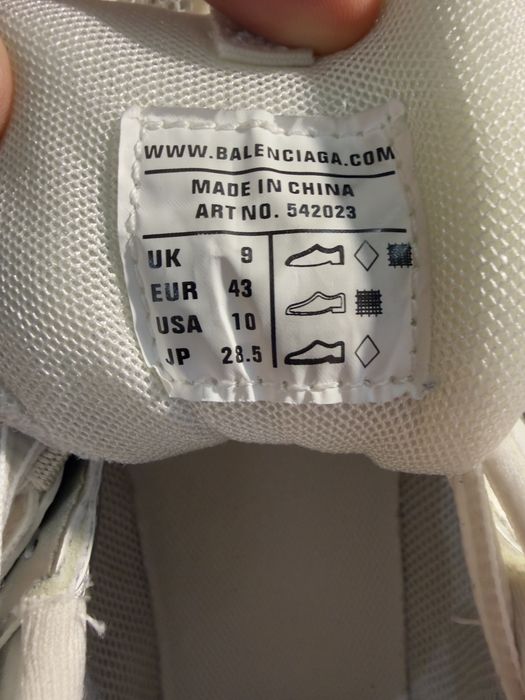 WWW.BALENCIAGA.COM
MADE IN CHINA
ART NO. 542023
UK 9
EUR 43
USA 10
JP 28.5